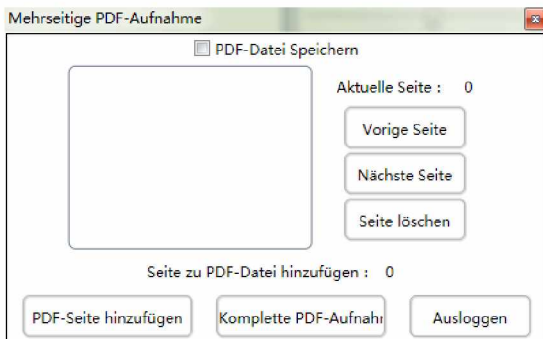 Mehrseitige PDF-Aufnahme
PDF-Datei Speichern
Aktuelle Seite : 0
Vorige Seite
Nächste Seite
Seite löschen
Seite zu PDF-Datei hinzufügen : 0
PDF-Seite hinzufügen
Komplette PDF-Aufnahr
Ausloggen